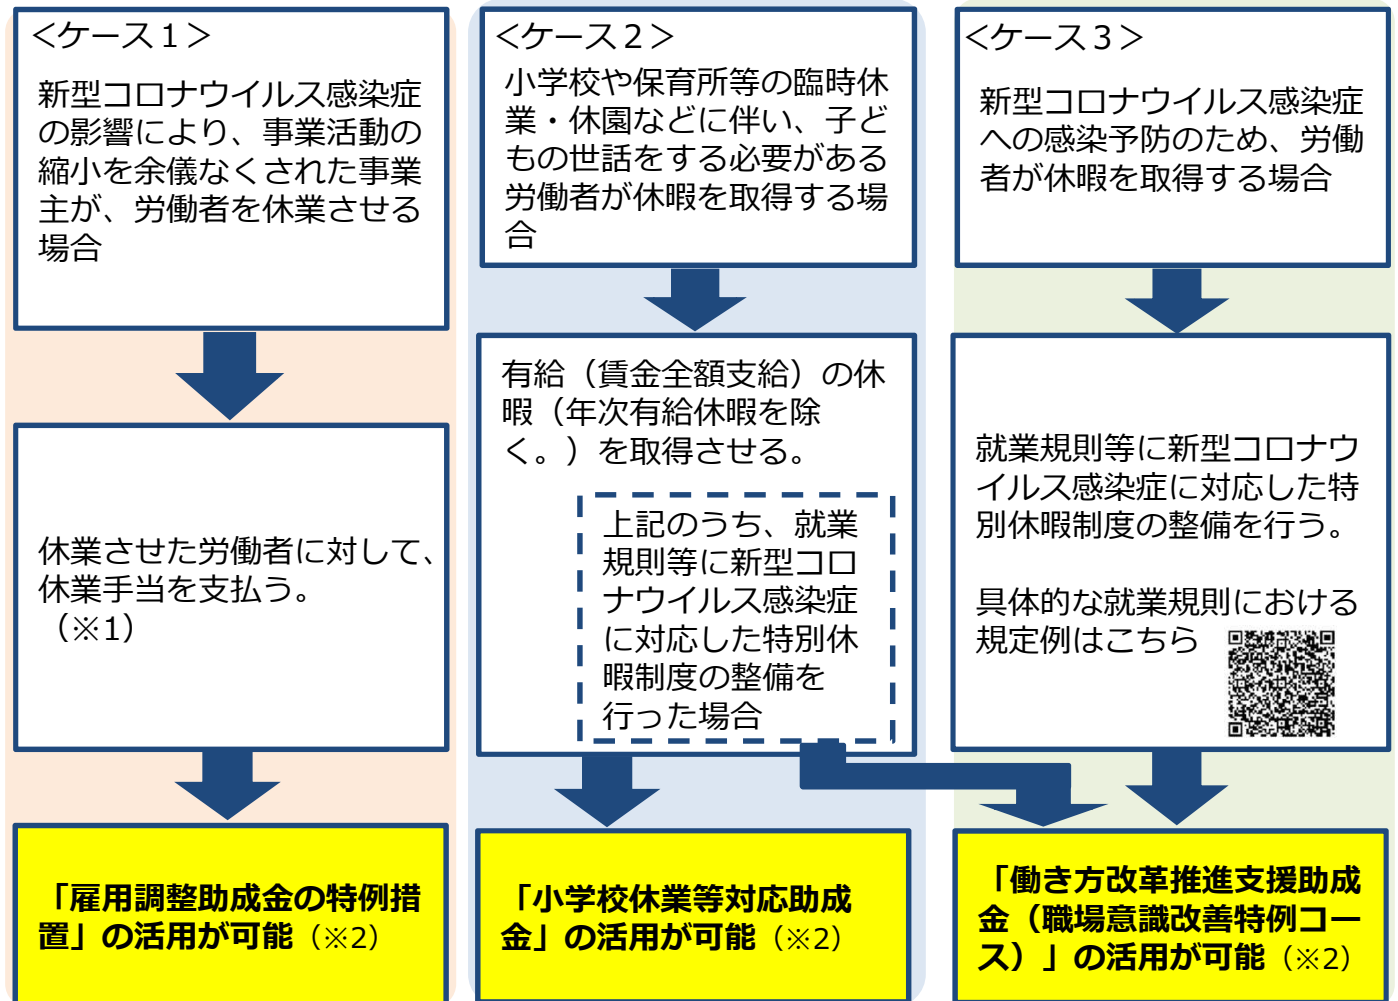 ＜ケース１＞
新型コロナウイルス感染症
の影響により、事業活動の
縮小を余儀なくされた事業
主が、労働者を休業させる
場合
休業させた労働者に対して、
休業手当を支払う。
（※1）
「雇用調整助成金の特例措
置」の活用が可能（※2）
＜ケース２＞
小学校や保育所等の臨時休
業・休園などに伴い、子ど
もの世話をする必要がある
労働者が休暇を取得する場
合
有給（賃金全額支給）の休
暇（年次有給休暇を除
く。）を取得させる。
上記のうち、就業
規則等に新型コロ
ナウイルス感染症
に対応した特別休
暇制度の整備を
行った場合
「小学校休業等対応助成
金」の活用が可能（※2）
＜ケース３＞
新型コロナウイルス感染症
への感染予防のため、労働
者が休暇を取得する場合
就業規則等に新型コロナウ
イルス感染症に対応した特
別休暇制度の整備を行う。
具体的な就業規則における
規定例はこちら
「働き方改革推進支援助成
金（職場意識改善特例コー
ス）」の活用が可能（※2）